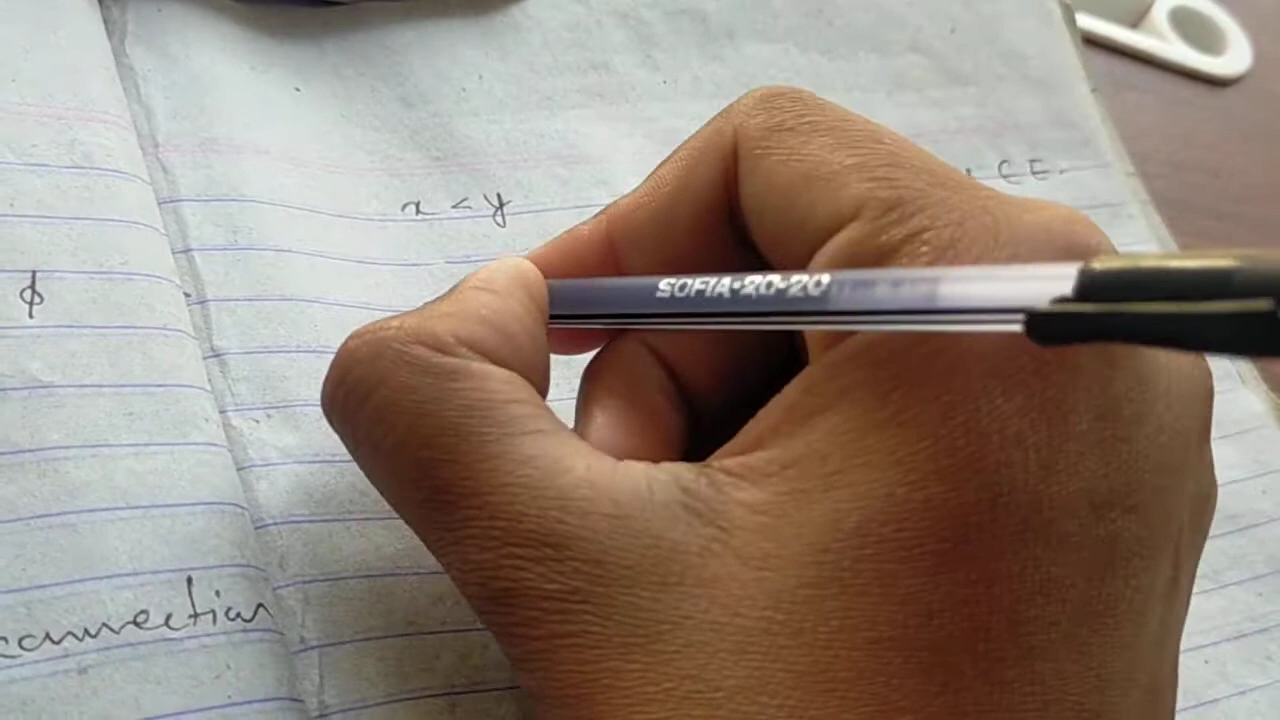 x < y
SOFIA•20-20
ϕ
connection